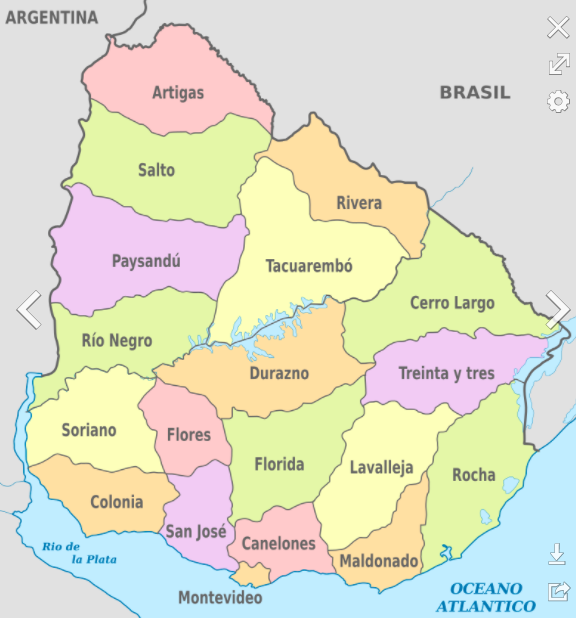 ARGENTINA
BRASIL
Artigas
Salto
Rivera
Paysandú
Tacuarembó
Cerro Largo
Río Negro
Durazno
Treinta y tres
Soriano
Flores
Florida
Lavalleja
Rocha
Colonia
San José
Canelones
Maldonado
Rio de
la Plata
Montevideo
OCEANO
ATLANTICO